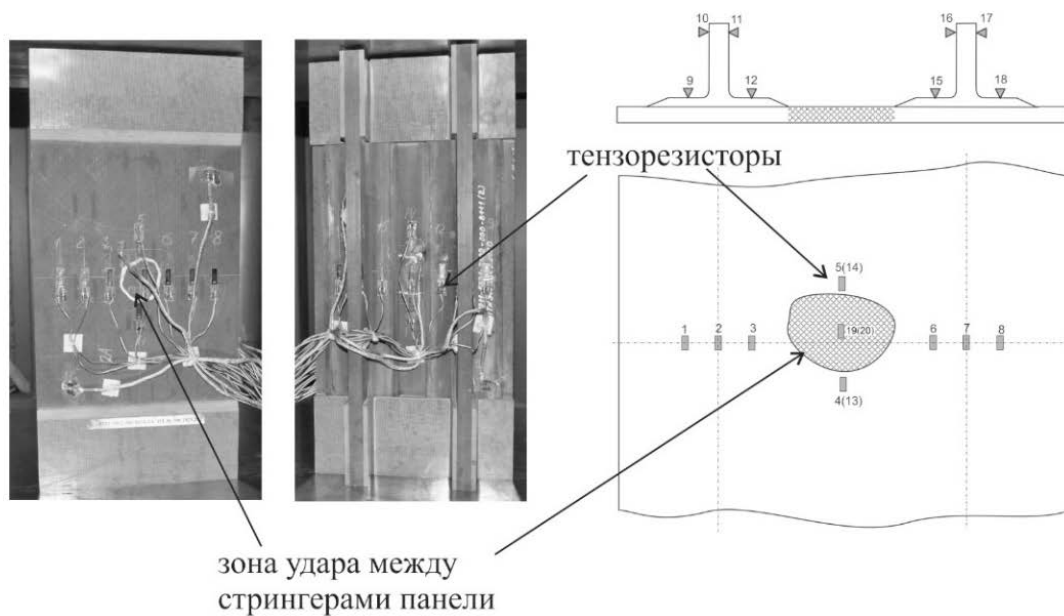 10 11 16 17
9 12 15 18
тензорезисторы
5(14)
1 2 3 19(20) 6 7 8
4(13)
зона удара между
стрингерами панели